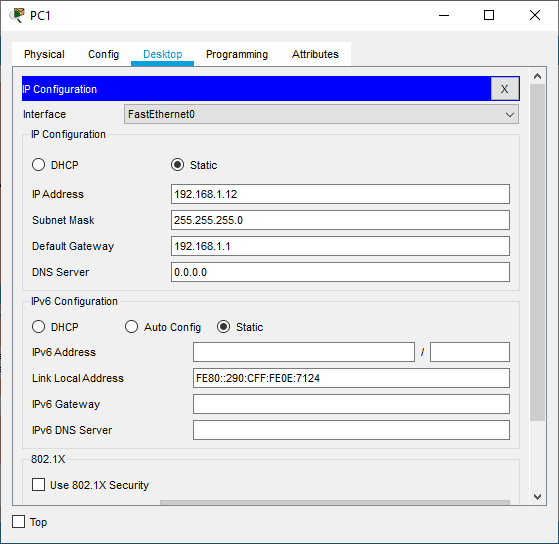 PC1
Physical Config Desktop Programming Attributes
IP Configuration X
Interface FastEthernet0
IP Configuration
DHCP Static
IP Address 192.168.1.12
Subnet Mask 255.255.255.0
Default Gateway 192.168.1.1
DNS Server 0.0.0.0
IPv6 Configuration
DHCP Auto Config Static
IPv6 Address /
Link Local Address FE80::290:CFF:FE0E:7124
IPv6 Gateway
IPv6 DNS Server
802.1X
Use 802.1X Security
Top